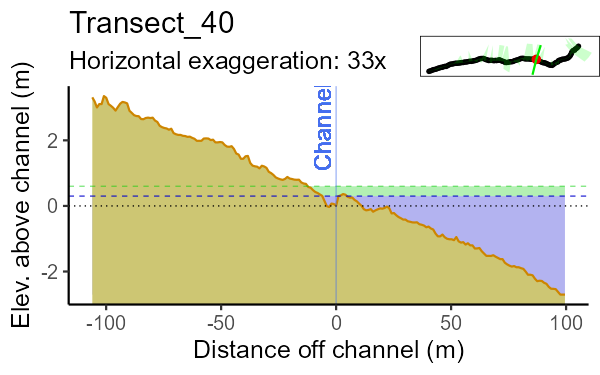 Transect_40
Horizontal exaggeration: 33x
Channel
Elev. above channel (m)
2
0
-2
-100
-50
0
50
100
Distance off channel (m)